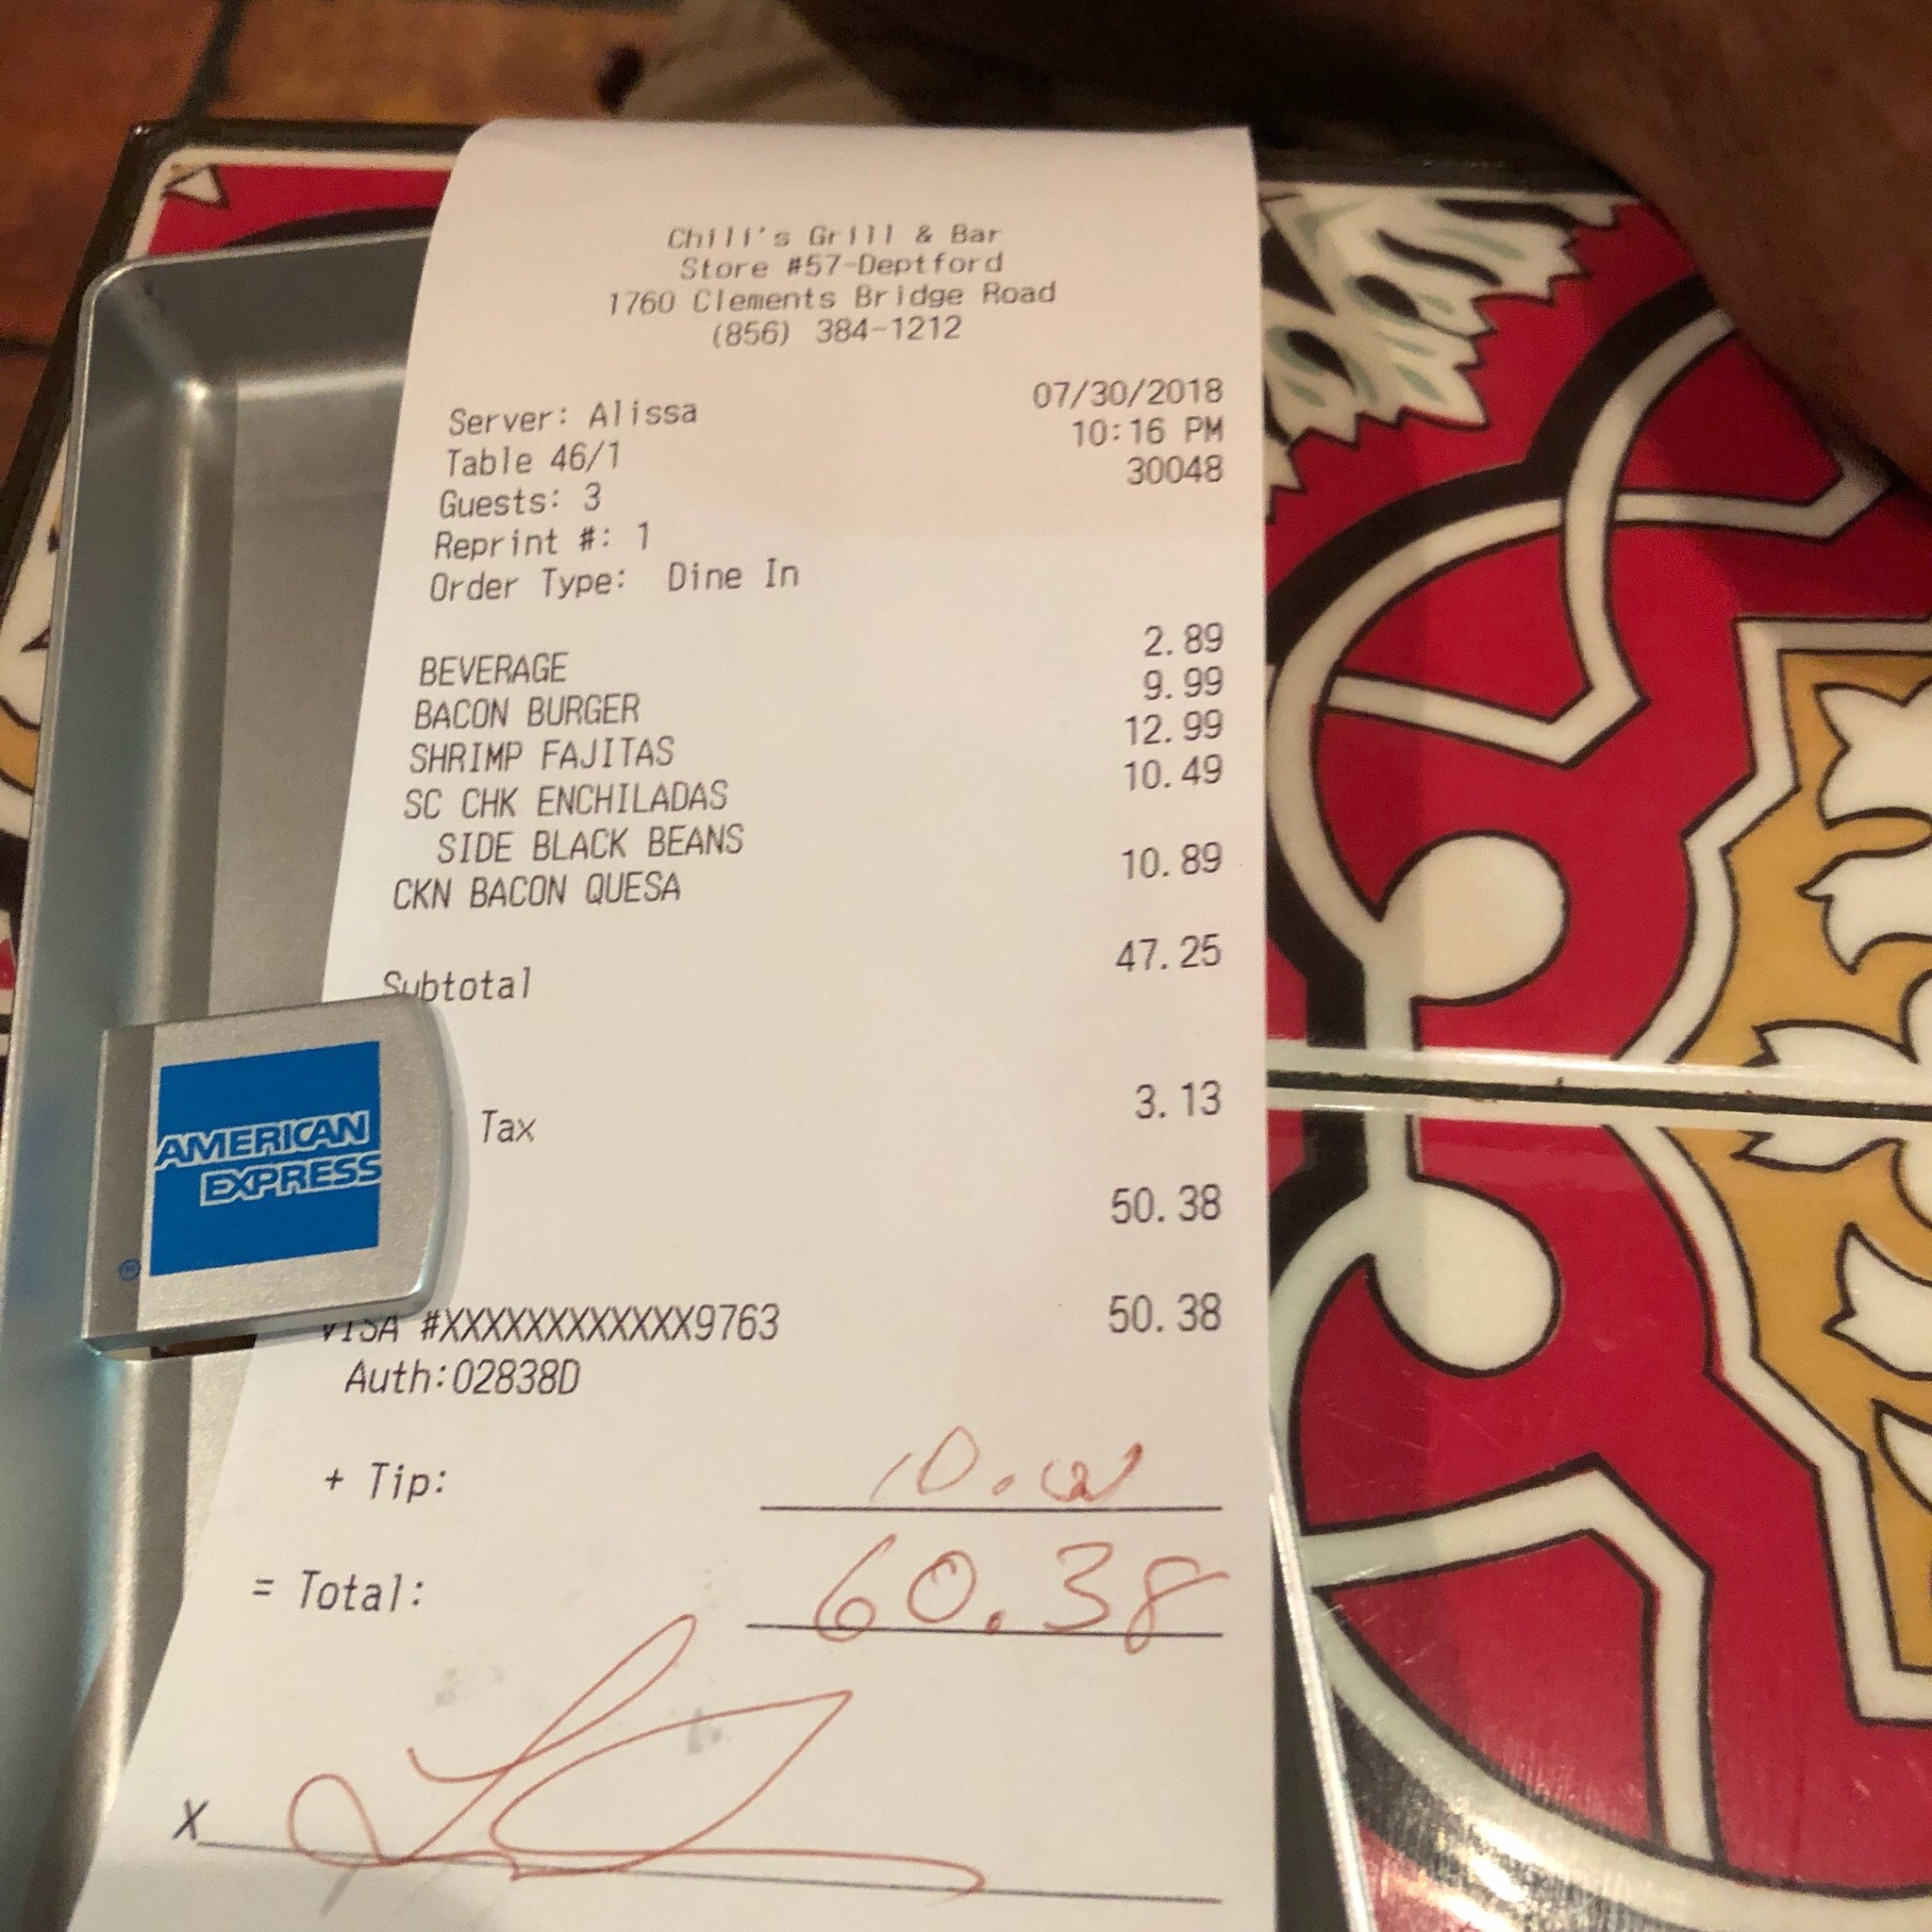 Chili's Grill & Bar
Store #57-Deptford
1760 Clements Bridge Road
(856) 384-1212
Server: Alissa 07/30/2018
Table 46/1 10:16 PM
Guests: 3 30048
Reprint #: 1
Order Type: Dine In
BEVERAGE 2.89
BACON BURGER 9.99
SHRIMP FAJITAS 12.99
SC CHK ENCHILADAS 10.49
SIDE BLACK BEANS
CKN BACON QUESA 10.89
Subtotal 47.25
Tax 3.13
50.38
VISA #XXXXXXXXXXXX9763 50.38
Auth:02838D
+ Tip: 10.00
= Total: 60.38
X
AMERICAN
EXPRESS
®